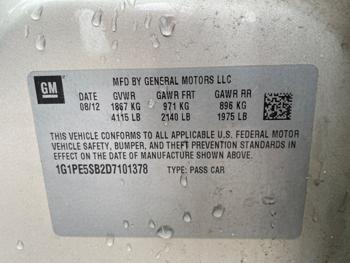 GM
MFD BY GENERAL MOTORS LLC
DATE GVWR GAWR FRT GAWR RR
08/12 1867 KG 971 KG 896 KG
4115 LB 2140 LB 1975 LB
THIS VEHICLE CONFORMS TO ALL APPLICABLE U.S. FEDERAL MOTOR
VEHICLE SAFETY, BUMPER, AND THEFT PREVENTION STANDARDS IN
EFFECT ON THE DATE OF MANUFACTURE SHOWN ABOVE.
1G1PE5SB2D7101378 TYPE: PASS CAR